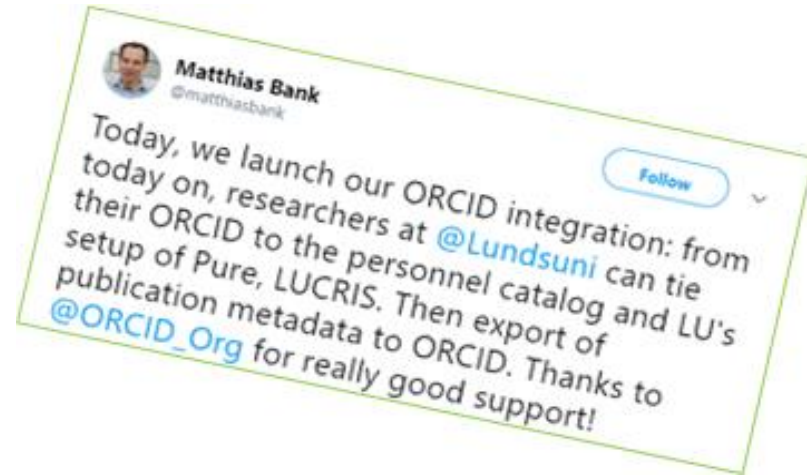 Matthias Bank
@matthiasbank
Follow
Today, we launch our ORCID integration: from
today on, researchers at @Lundsuni can tie
their ORCID to the personnel catalog and LU's
setup of Pure, LUCRIS. Then export of
publication metadata to ORCID. Thanks to
@ORCID_Org for really good support!